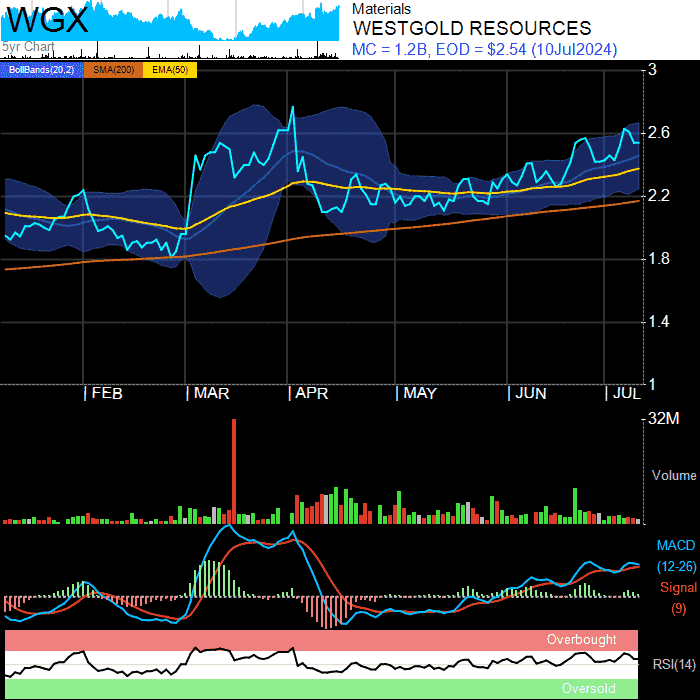 WGX
5yr Chart
Materials
WESTGOLD RESOURCES
MC = 1.2B, EOD = $2.54 (10Jul2024)
BollBands(20,2) SMA(200) EMA(50)
3
2.6
2.2
1.8
1.4
1
FEB MAR APR MAY JUN JUL
32M
Volume
MACD
(12-26)
Signal
(9)
Overbought
RSI(14)
Oversold